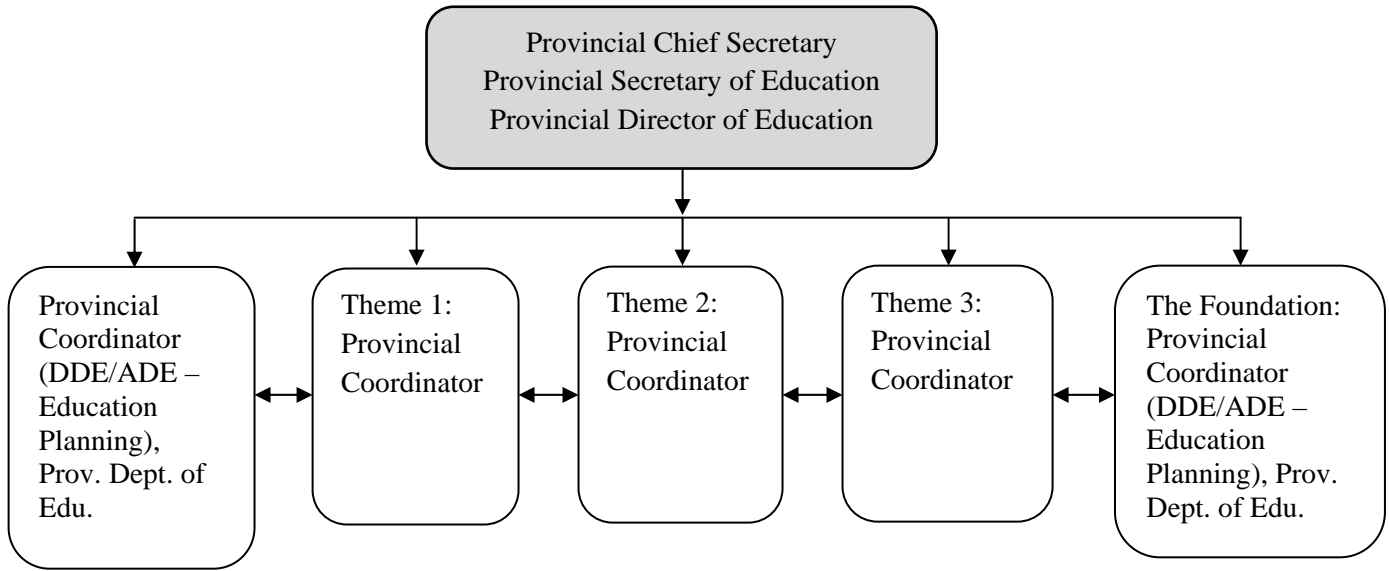 Provincial Chief Secretary
Provincial Secretary of Education
Provincial Director of Education
Provincial
Coordinator
(DDE/ADE –
Education
Planning),
Prov. Dept. of
Edu.
Theme 1:
Provincial
Coordinator
Theme 2:
Provincial
Coordinator
Theme 3:
Provincial
Coordinator
The Foundation:
Provincial
Coordinator
(DDE/ADE –
Education
Planning), Prov.
Dept. of Edu.